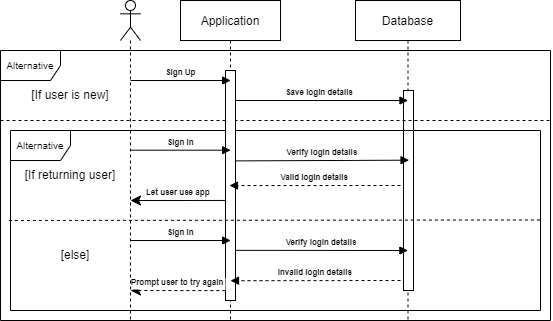 Application
Database
Alternative
[If user is new]
Sign Up
Save login details
Alternative
[If returning user]
Sign In
Verify login details
Valid login details
Let user use app
[else]
Sign In
Verify login details
Invalid login details
Prompt user to try again